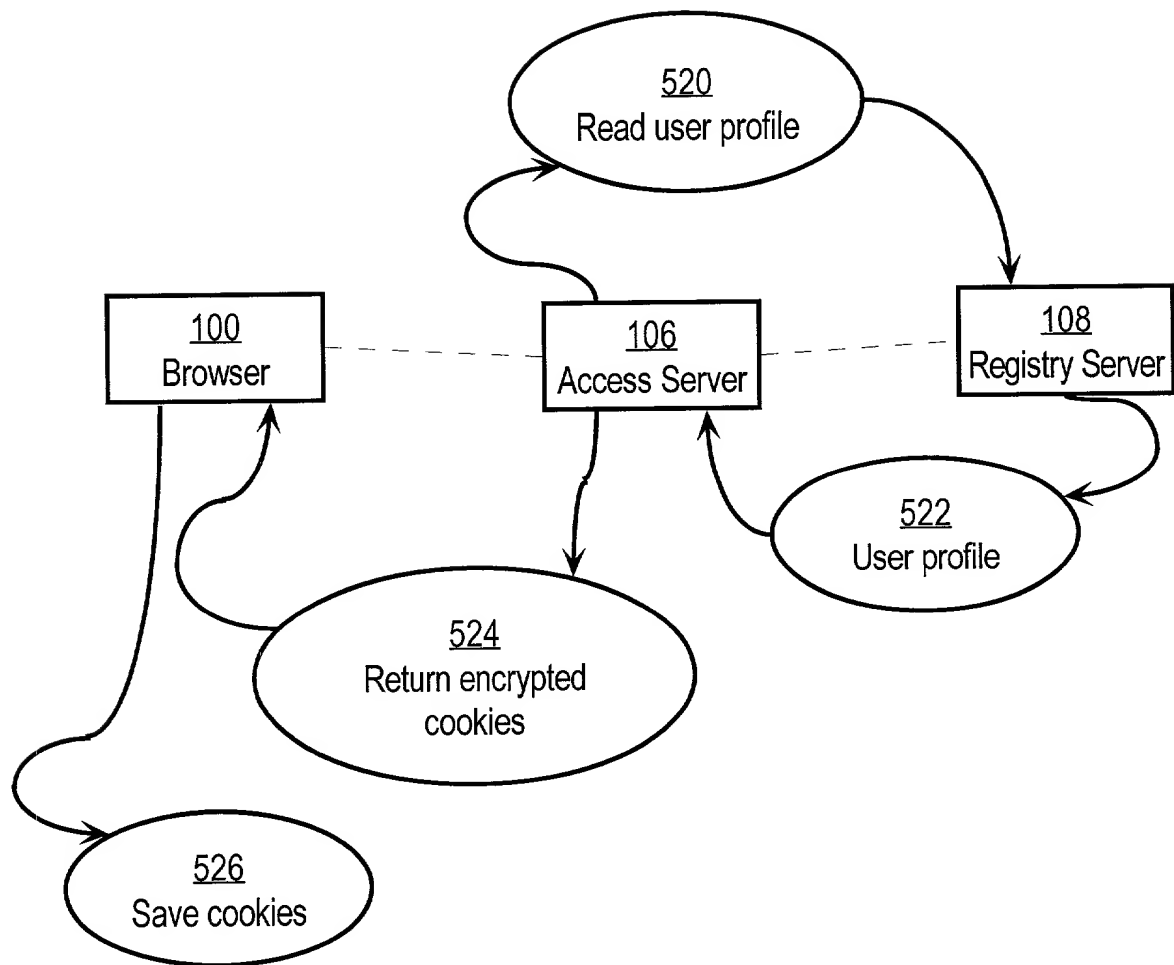 520
Read user profile
100
Browser
106
Access Server
108
Registry Server
522
User profile
524
Return encrypted
cookies
526
Save cookies